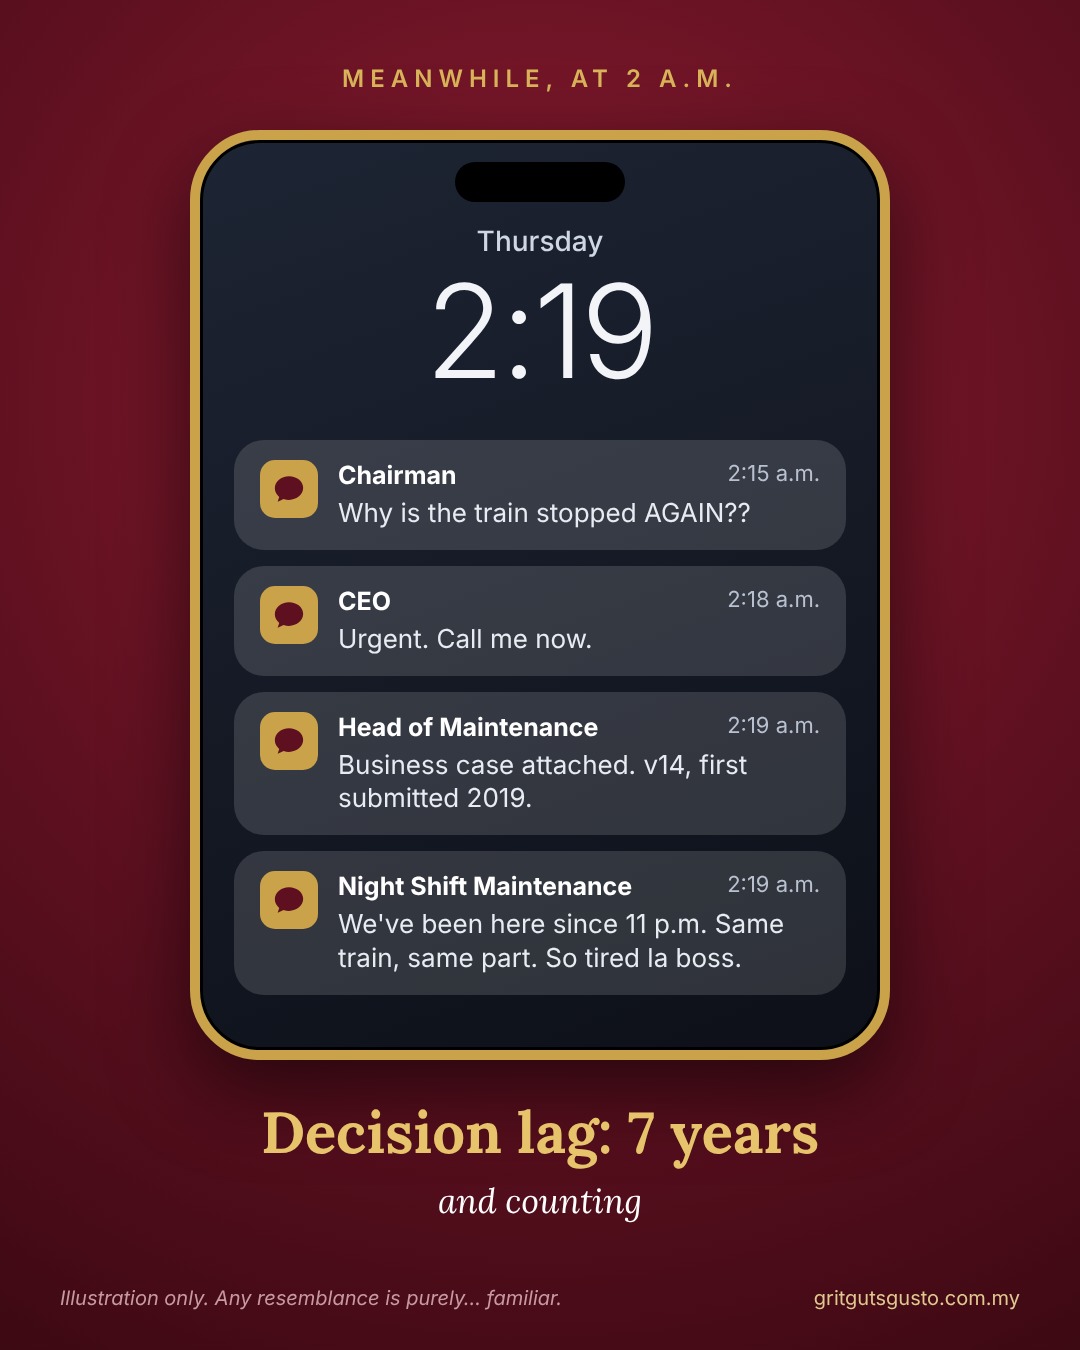 MEANWHILE, AT 2 A.M.
Thursday
2:19
Chairman 2:15 a.m.
Why is the train stopped AGAIN??
CEO 2:18 a.m.
Urgent. Call me now.
Head of Maintenance 2:19 a.m.
Business case attached. v14, first
submitted 2019.
Night Shift Maintenance 2:19 a.m.
We've been here since 11 p.m. Same
train, same part. So tired la boss.
Decision lag: 7 years
and counting
Illustration only. Any resemblance is purely... familiar.
gritgutsgusto.com.my